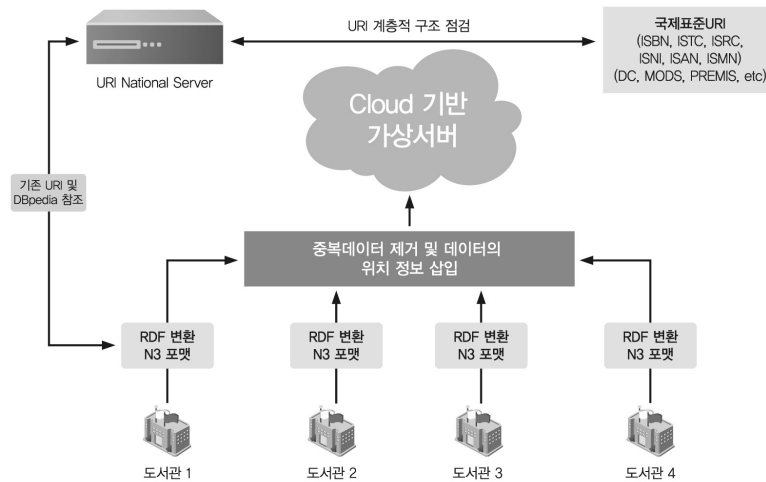 URI 계층적 구조 점검
국제표준URI
(ISBN, ISTC, ISRC,
ISNI, ISAN, ISMN)
(DC, MODS, PREMIS, etc)
URI National Server
Cloud 기반
가상서버
기존 URI 및
DBpedia 참조
중복데이터 제거 및 데이터의
위치 정보 삽입
RDF 변환
N3 포맷
RDF 변환
N3 포맷
RDF 변환
N3 포맷
RDF 변환
N3 포맷
도서관 1
도서관 2
도서관 3
도서관 4